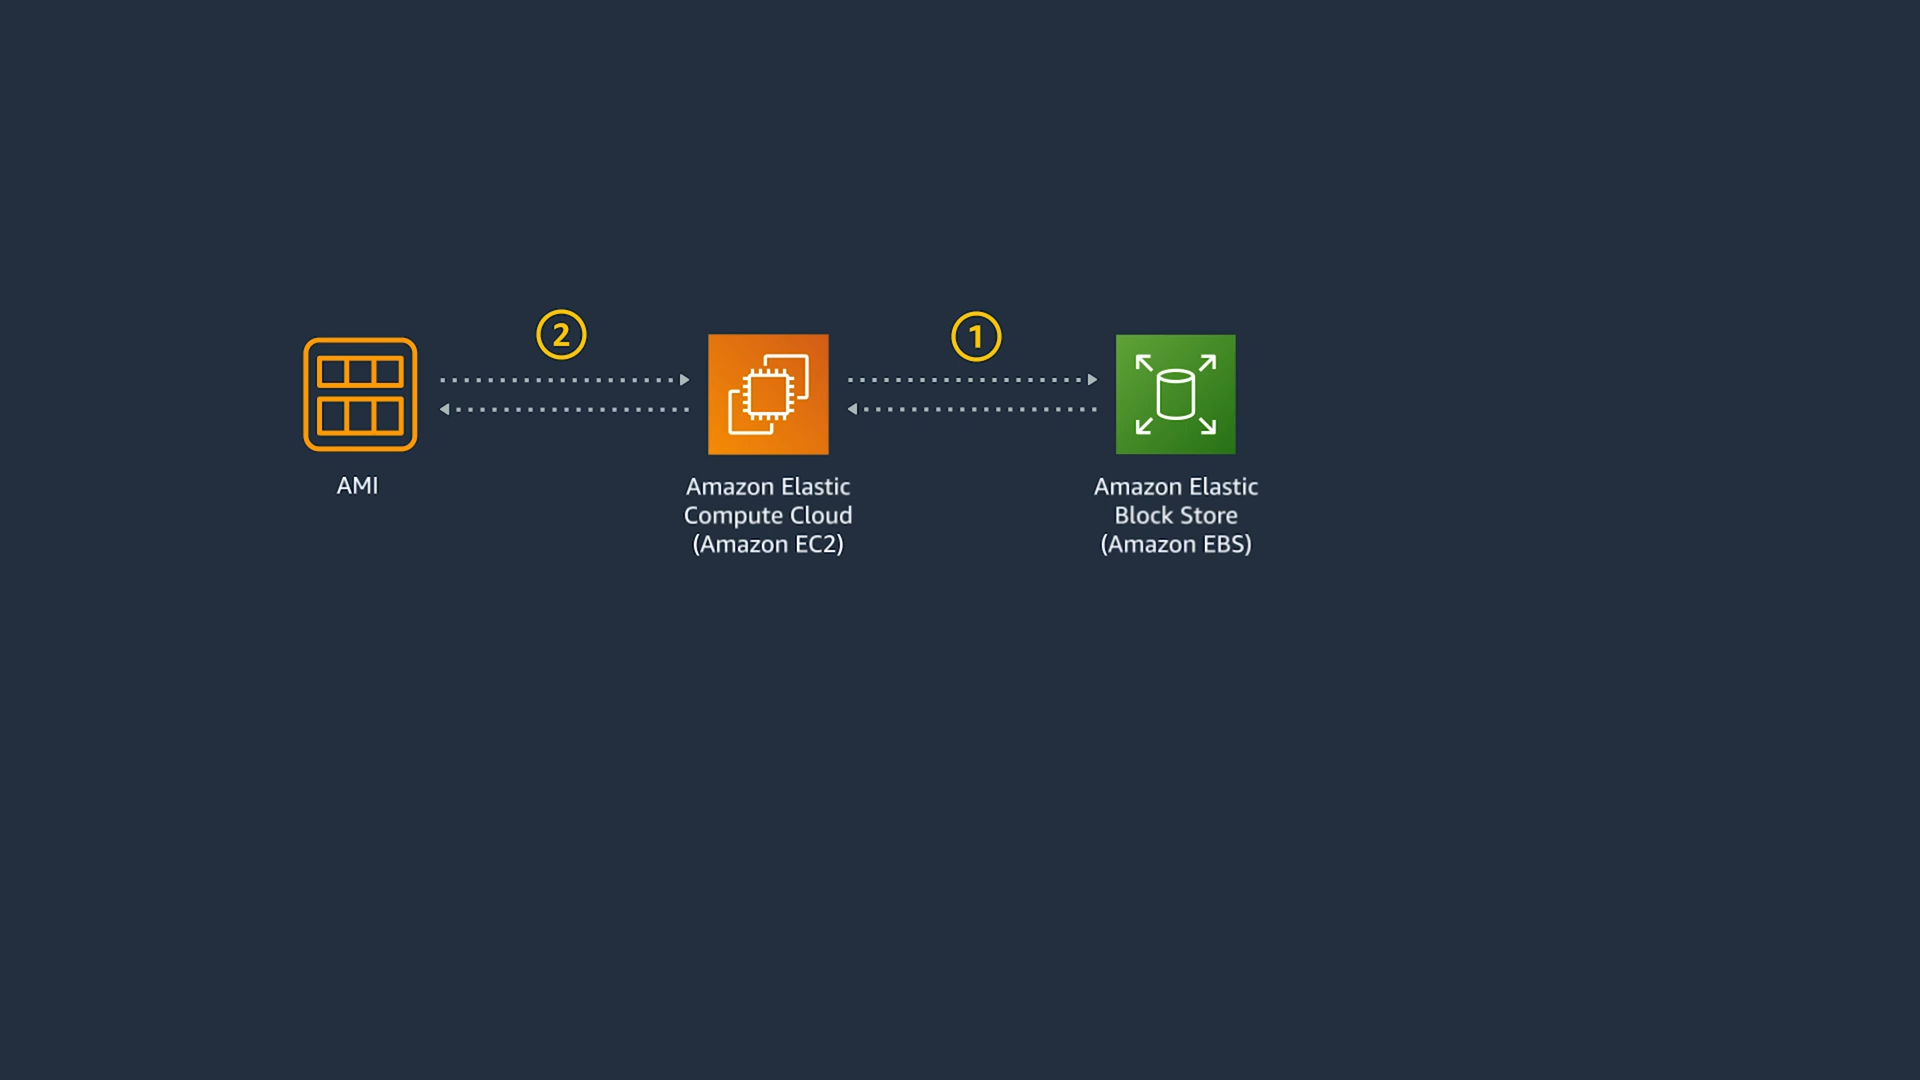 2
1
AMI
Amazon Elastic
Compute Cloud
(Amazon EC2)
Amazon Elastic
Block Store
(Amazon EBS)